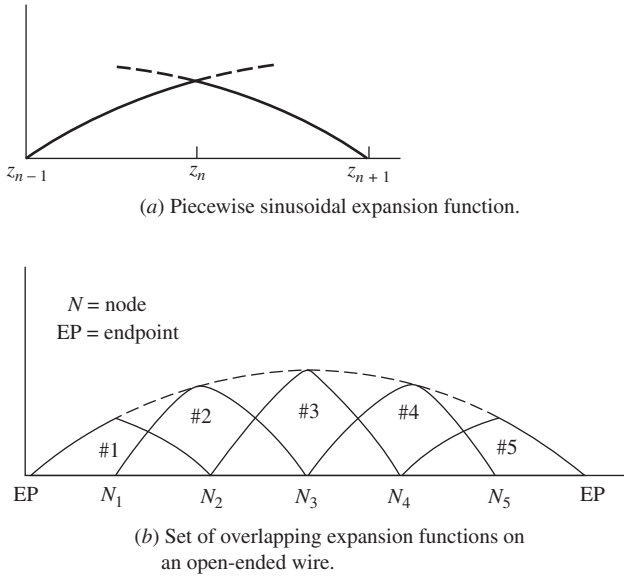 z_{n – 1}
z_n
z_{n + 1}
(a) Piecewise sinusoidal expansion function.
N = node
EP = endpoint
#1
#2
#3
#4
#5
EP
N_1
N_2
N_3
N_4
N_5
EP
(b) Set of overlapping expansion functions on
an open-ended wire.